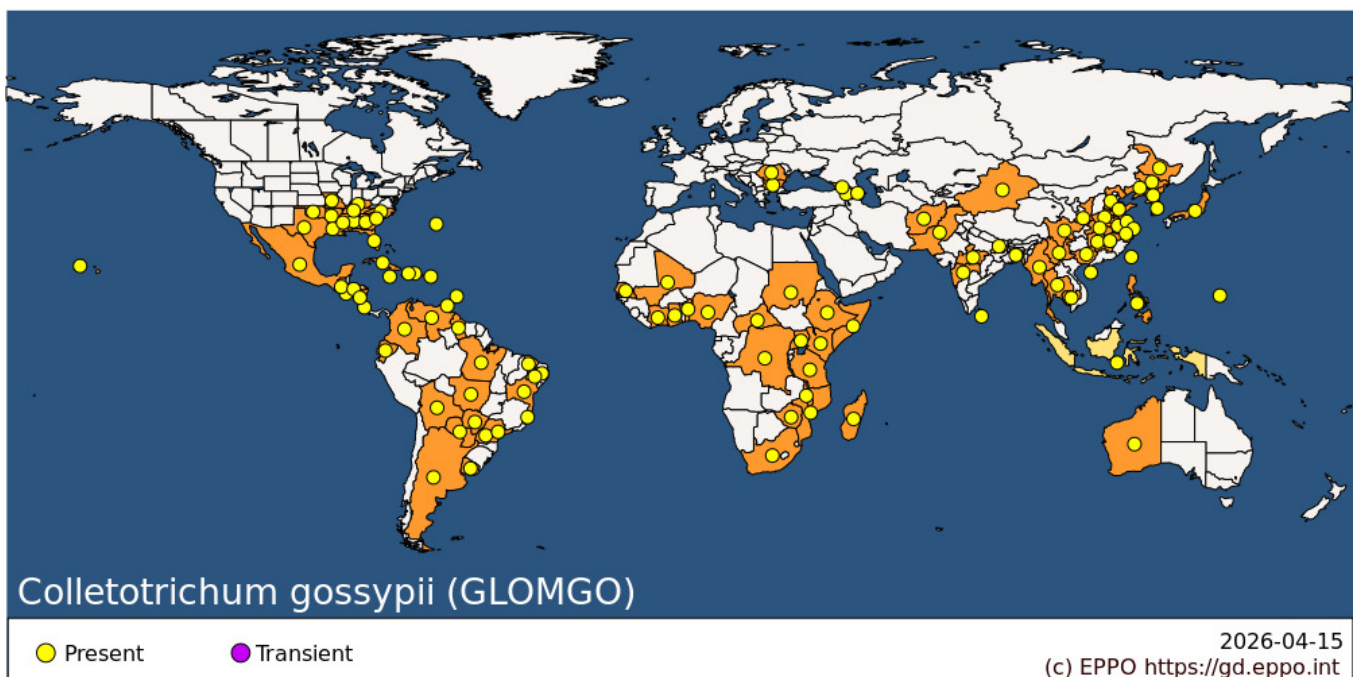 Colletotrichum gossypii (GLOMGO)
Present
Transient
2026-04-15
(c) EPPO https://gd.eppo.int